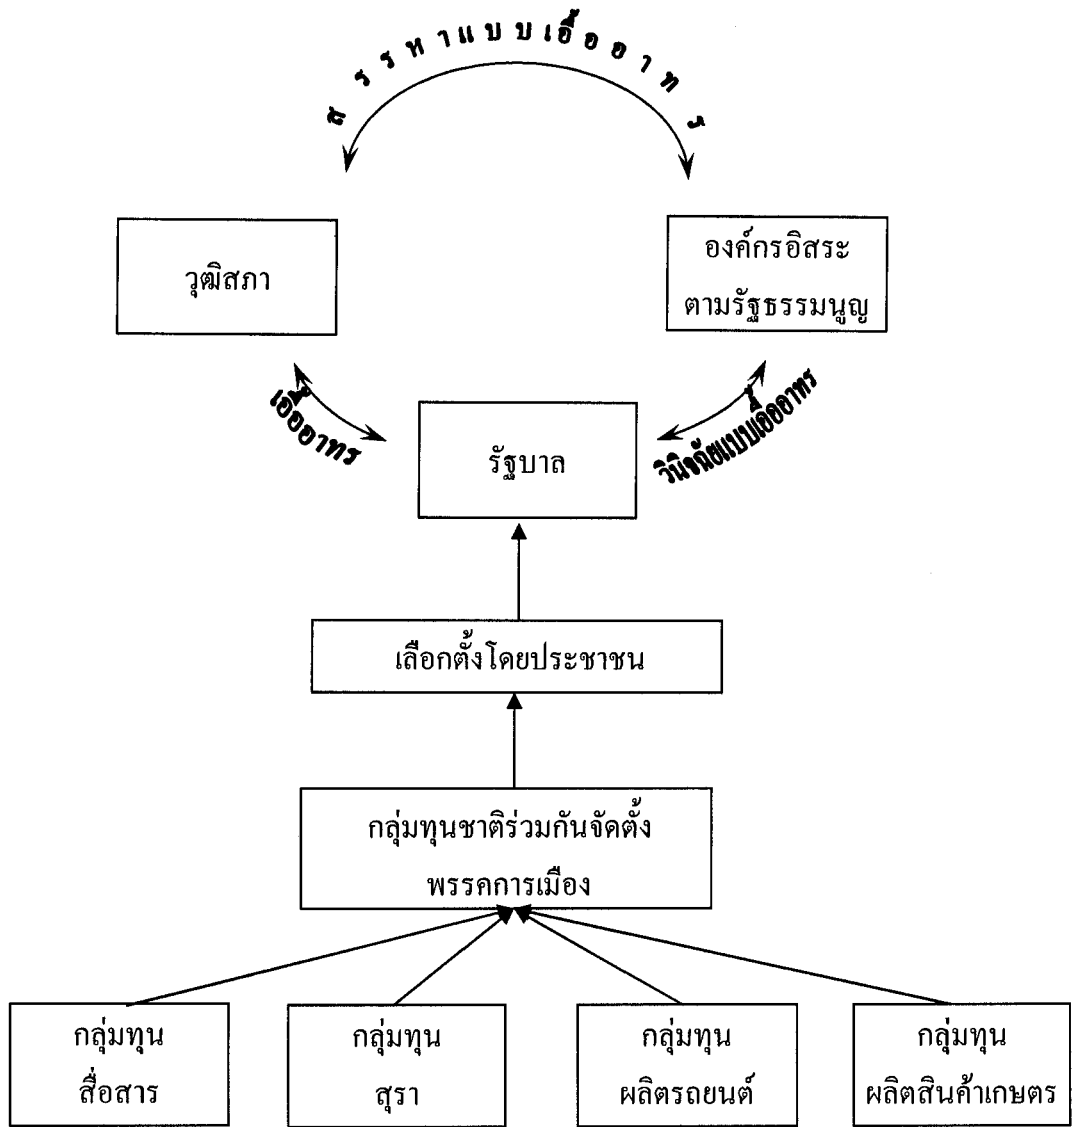 สรรหาแบบเอื้ออาทร
วุฒิสภา
องค์กรอิสระ
ตามรัฐธรรมนูญ
เอื้ออาทร
วินิจฉัยแบบเอื้ออาทร
รัฐบาล
เลือกตั้งโดยประชาชน
กลุ่มทุนชาติร่วมกันจัดตั้ง
พรรคการเมือง
กลุ่มทุน
สื่อสาร
กลุ่มทุน
สุรา
กลุ่มทุน
ผลิตรถยนต์
กลุ่มทุน
ผลิตสินค้าเกษตร